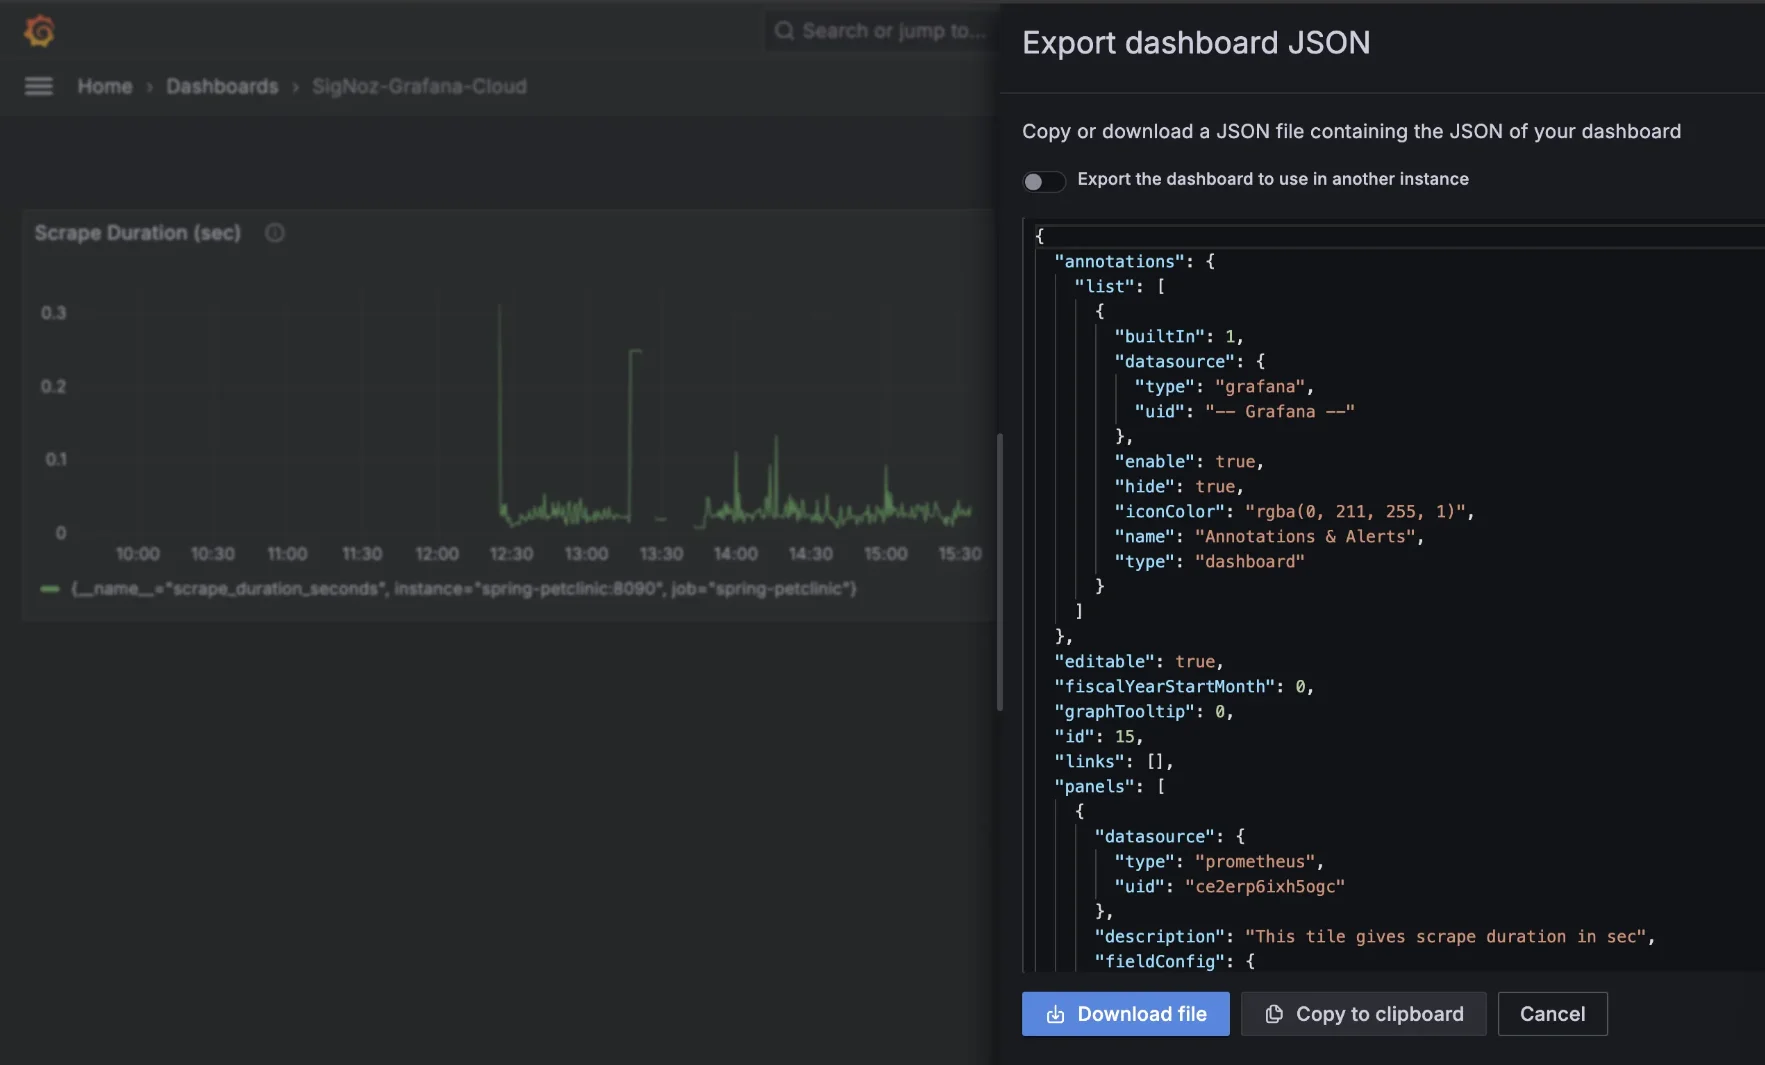 Search or jump to...
Home › Dashboards › SigNoz-Grafana-Cloud
Scrape Duration (sec)
0.3
0.2
0.1
0
10:00 10:30 11:00 11:30 12:00 12:30 13:00 13:30 14:00 14:30 15:00 15:30
{__name__="scrape_duration_seconds", instance="spring-petclinic:8090", job="spring-petclinic"}
Export dashboard JSON
Copy or download a JSON file containing the JSON of your dashboard
Export the dashboard to use in another instance
{
"annotations": {
"list": [
{
"builtIn": 1,
"datasource": {
"type": "grafana",
"uid": "-- Grafana --"
},
"enable": true,
"hide": true,
"iconColor": "rgba(0, 211, 255, 1)",
"name": "Annotations & Alerts",
"type": "dashboard"
}
]
},
"editable": true,
"fiscalYearStartMonth": 0,
"graphTooltip": 0,
"id": 15,
"links": [],
"panels": [
{
"datasource": {
"type": "prometheus",
"uid": "ce2erp6ixh5ogc"
},
"description": "This tile gives scrape duration in sec",
"fieldConfig": {
Download file
Copy to clipboard
Cancel